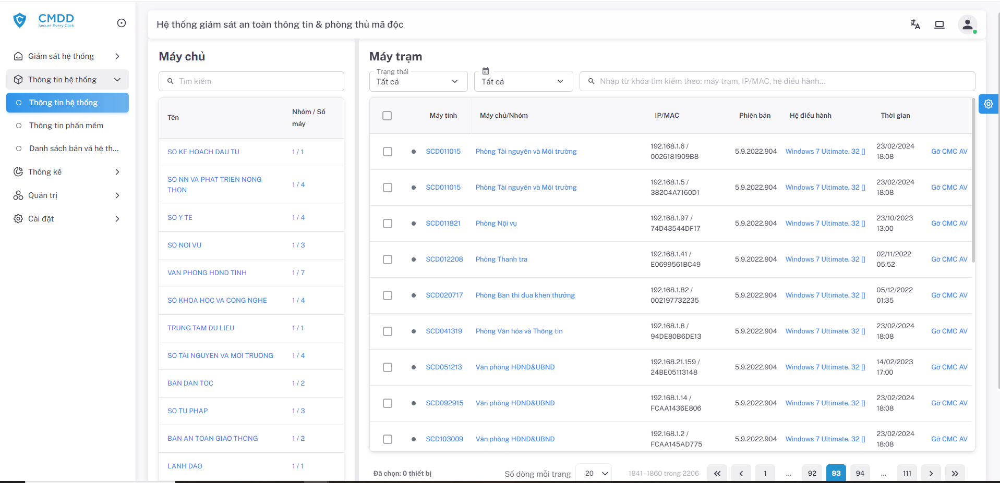 CMDD
Secure Every Click
Giám sát hệ thống
Thông tin hệ thống
Thông tin hệ thống
Thông tin phần mềm
Danh sách bản vá hệ th...
Thống kê
Quản trị
Cài đặt
Hệ thống giám sát an toàn thông tin & phòng thủ mã độc
Máy chủ
Tìm kiếm
Tên
Nhóm / Số
máy
SO KE HOACH DAU TU 1 / 1
SO NN VA PHAT TRIEN NONG
THON
1 / 4
SO Y TE 1 / 4
SO NOI VU 1 / 3
VAN PHONG HDND TINH 1 / 7
SO KHOA HOC VA CONG NGHE 1 / 4
TRUNG TAM DU LIEU 1 / 1
SO TAI NGUYEN VA MOI TRUONG 1 / 4
BAN DAN TOC 1 / 2
SO TU PHAP 1 / 3
BAN AN TOAN GIAO THONG 1 / 2
LANH DAO 1 / 1
Máy trạm
Trạng thái
Tất cả
Tất cả
Nhập từ khóa tìm kiếm theo: máy trạm, IP/MAC, hệ điều hành...
Máy tính Máy chủ/Nhóm IP/MAC Phiên bản Hệ điều hành Thời gian
SCD011015 Phòng Tài nguyên và Môi trường 192.168.1.6 / 0026181909B8 5.9.2022.904 Windows 7 Ultimate. 32 [] 23/02/2024 18:08 Gỡ CMC AV
SCD011015 Phòng Tài nguyên và Môi trường 192.168.1.5 / 382C4A7160D1 5.9.2022.904 Windows 7 Ultimate. 32 [] 23/02/2024 18:08 Gỡ CMC AV
SCD011821 Phòng Nội vụ 192.168.1.97 / 74D43544DF17 5.9.2022.904 Windows 7 Ultimate. 32 [] 23/10/2023 13:00 Gỡ CMC AV
SCD012208 Phòng Thanh tra 192.168.1.41 / E0699561BC49 5.9.2022.904 Windows 7 Ultimate. 32 [] 02/11/2022 05:52 Gỡ CMC AV
SCD020717 Phòng Ban thi đua khen thưởng 192.168.1.82 / 002197732235 5.9.2022.904 Windows 7 Ultimate. 32 [] 05/12/2022 01:35 Gỡ CMC AV
SCD041319 Phòng Văn hóa và Thông tin 192.168.1.8 / 94DE80B6DE13 5.9.2022.904 Windows 7 Ultimate. 32 [] 23/02/2024 18:08 Gỡ CMC AV
SCD051213 Văn phòng HĐND&UBND 192.168.21.159 / 24BE05113148 5.9.2022.904 Windows 7 Ultimate. 32 [] 14/02/2023 17:00 Gỡ CMC AV
SCD092915 Văn phòng HĐND&UBND 192.168.1.14 / FCAA1436E806 5.9.2022.904 Windows 7 Ultimate. 32 [] 23/02/2024 18:08 Gỡ CMC AV
SCD103009 Văn phòng HĐND&UBND 192.168.1.2 / FCAA145AD775 5.9.2022.904 Windows 7 Ultimate. 32 [] 23/02/2024 18:08 Gỡ CMC AV
Đã chọn: 0 thiết bị Số dòng mỗi trang 20 1841-1860 trong 2206 1 ... 92 93 94 ... 111